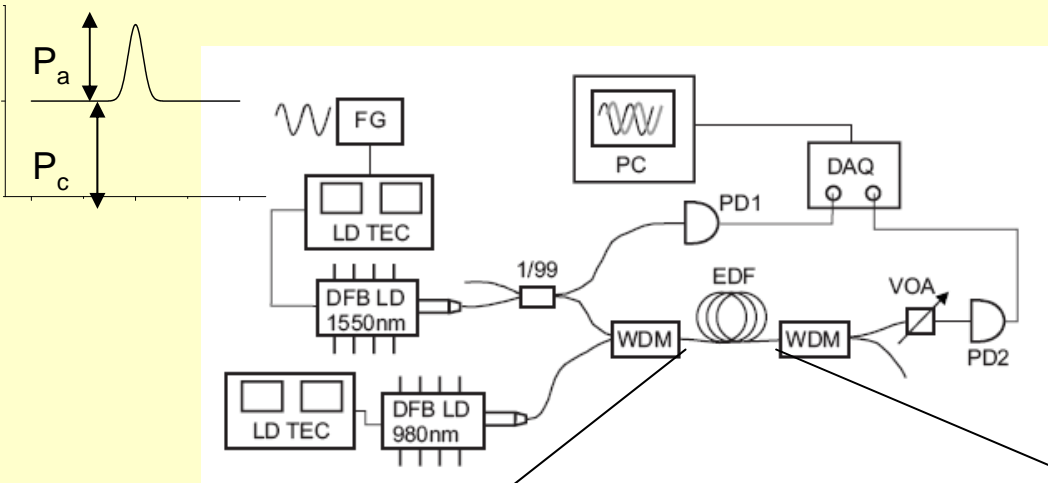 Pa
Pc
FG
LD TEC
DFB LD
1550nm
1/99
PC
DAQ
PD1
EDF
WDM
WDM
VOA
PD2
LD TEC
DFB LD
980nm